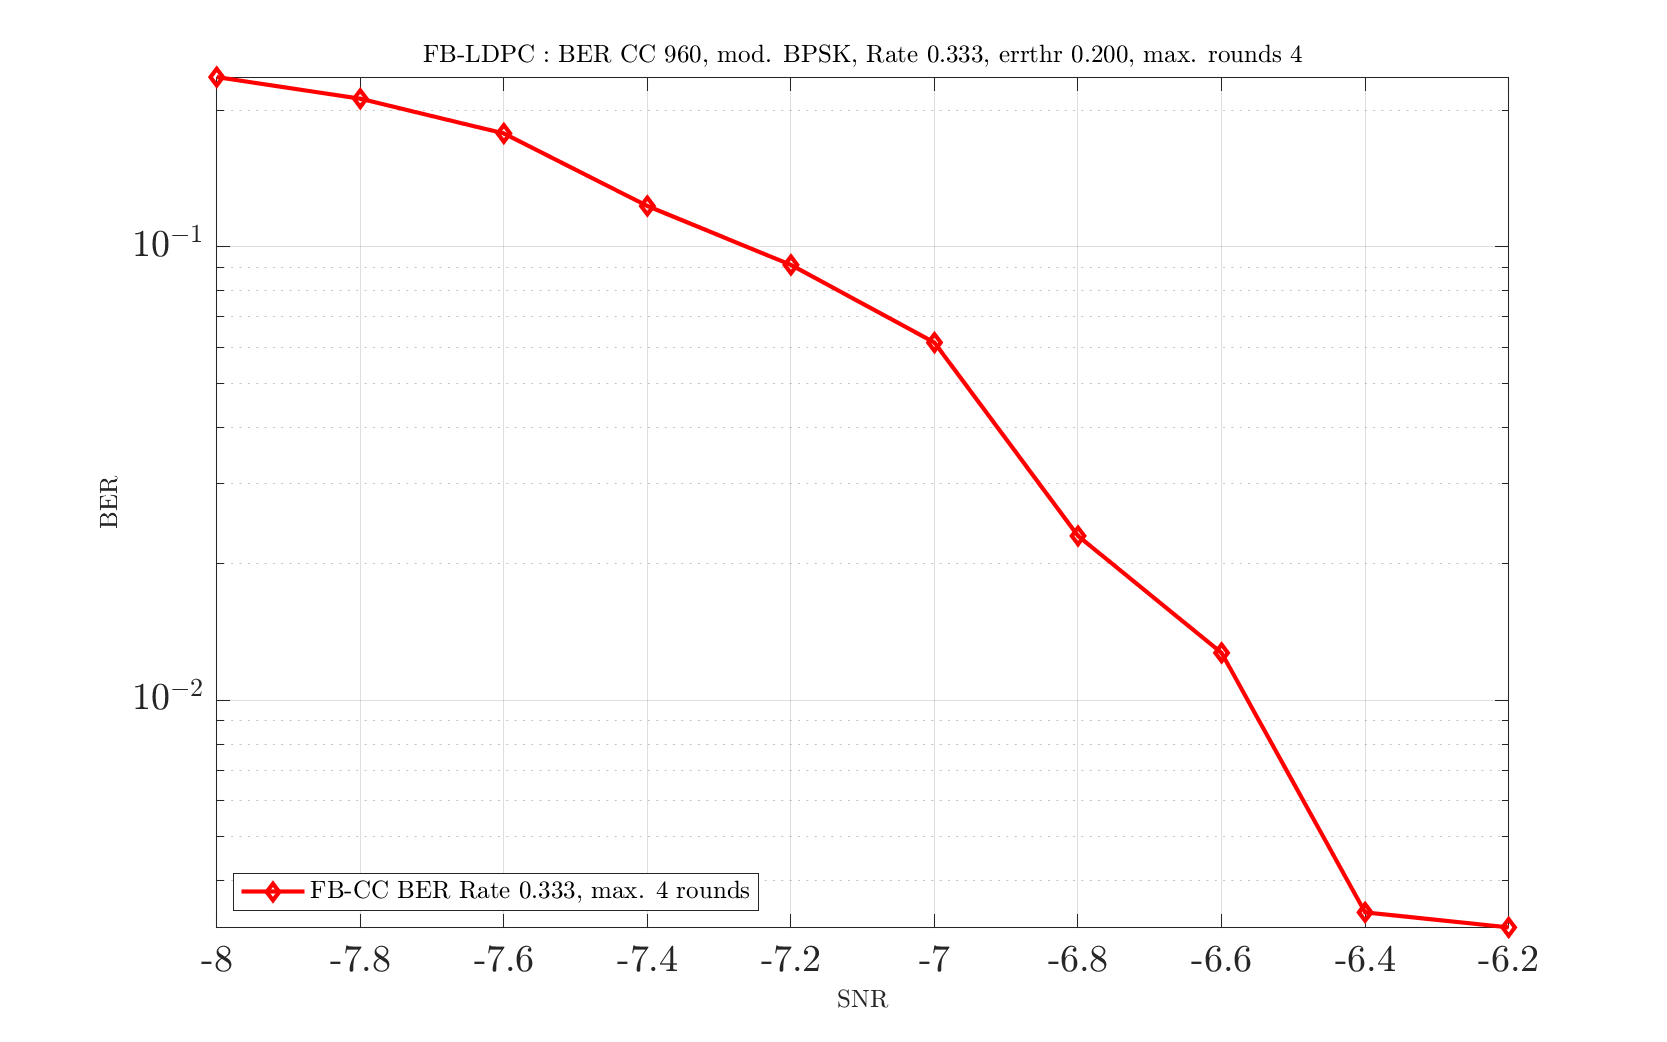 FB-LDPC : BER CC 960, mod. BPSK, Rate 0.333, errthr 0.200, max. rounds 4
10⁻¹
BER
10⁻²
FB-CC BER Rate 0.333, max. 4 rounds
-8 -7.8 -7.6 -7.4 -7.2 -7 -6.8 -6.6 -6.4 -6.2
SNR